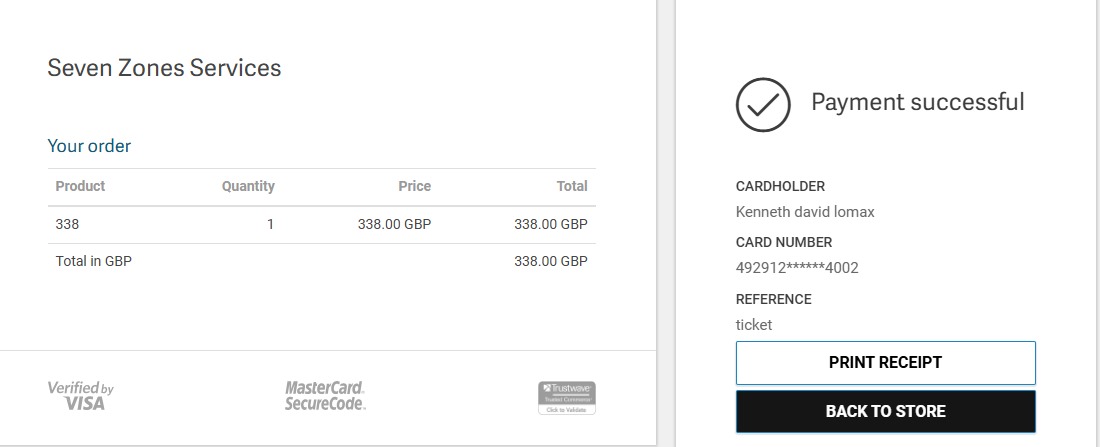 Seven Zones Services
Your order
Product Quantity Price Total
338 1 338.00 GBP 338.00 GBP
Total in GBP 338.00 GBP
Verified by
VISA
MasterCard.
SecureCode.
Trustwave
Trusted Commerce
Click to Validate
Payment successful
CARDHOLDER
Kenneth david lomax
CARD NUMBER
492912******4002
REFERENCE
ticket
PRINT RECEIPT
BACK TO STORE